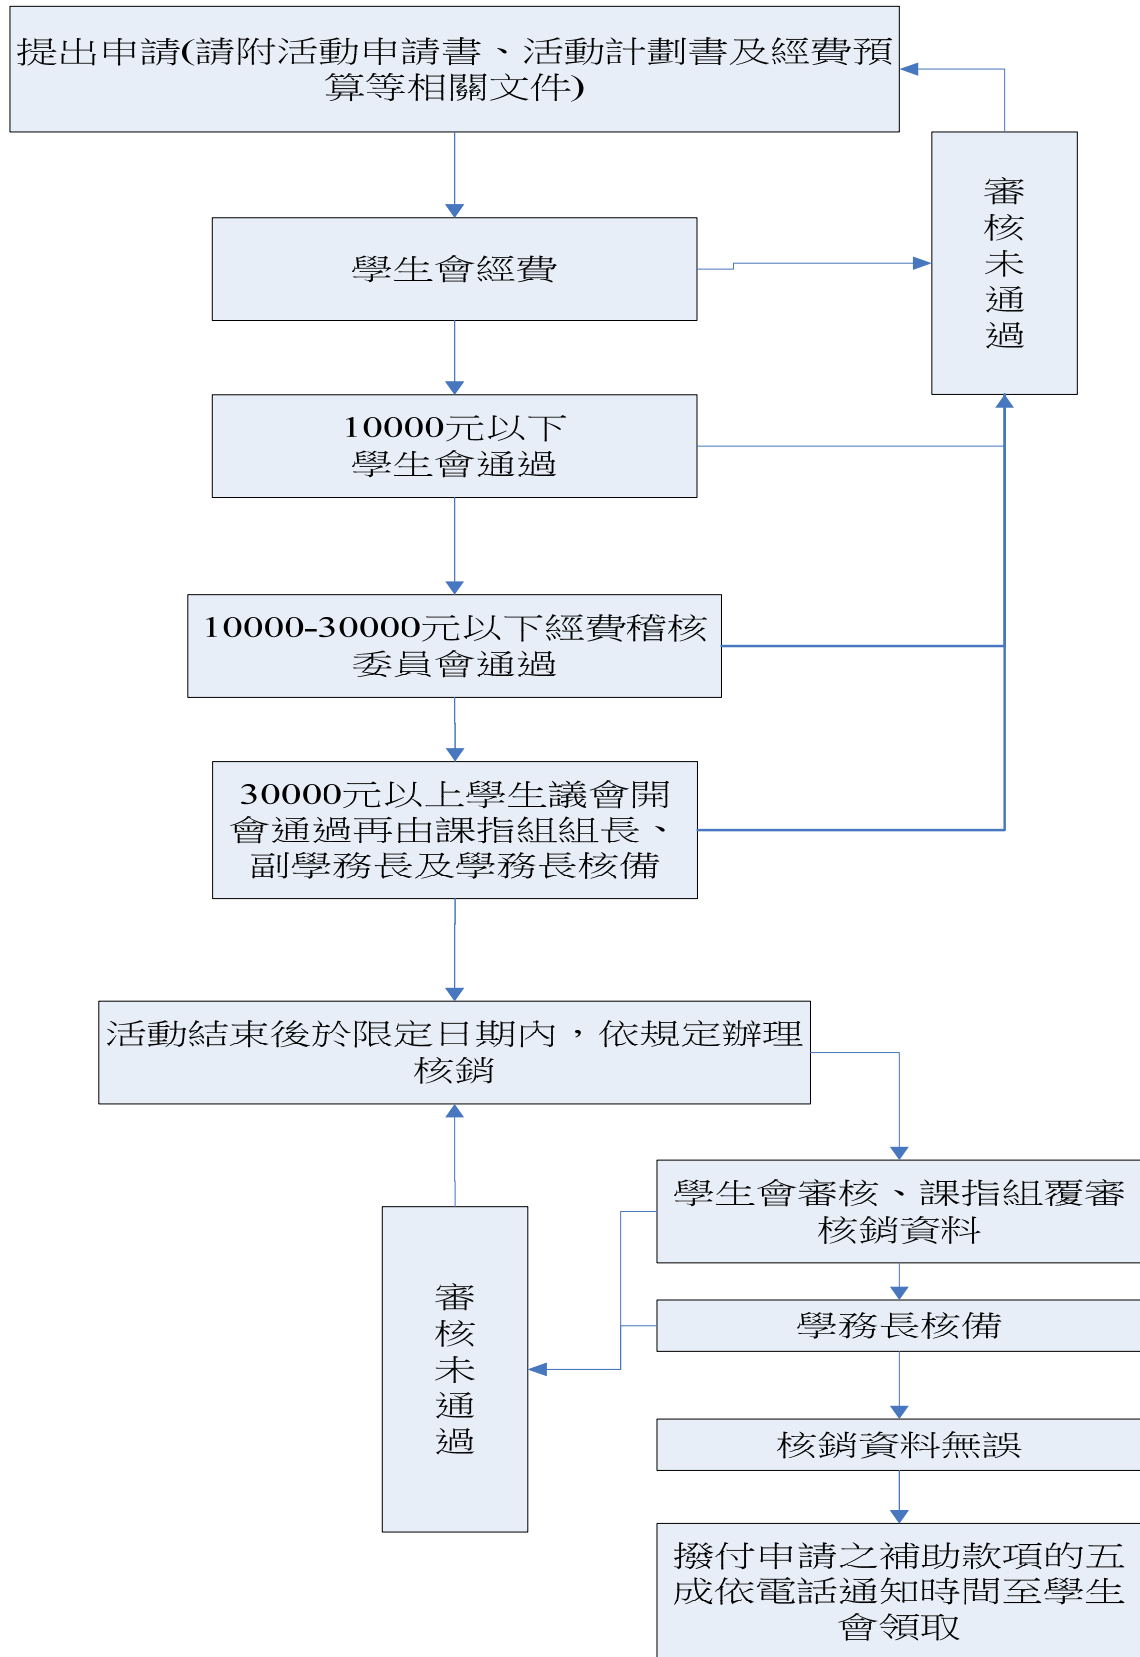 提出申請(請附活動申請書、活動計劃書及經費預
算等相關文件)
審
核
未
通
過
學生會經費
10000元以下
學生會通過
10000-30000元以下經費稽核
委員會通過
30000元以上學生議會開
會通過再由課指組組長、
副學務長及學務長核備
活動結束後於限定日期內，依規定辦理
核銷
學生會審核、課指組覆審
核銷資料
審
核
未
通
過
學務長核備
核銷資料無誤
撥付申請之補助款項的五
成依電話通知時間至學生
會領取